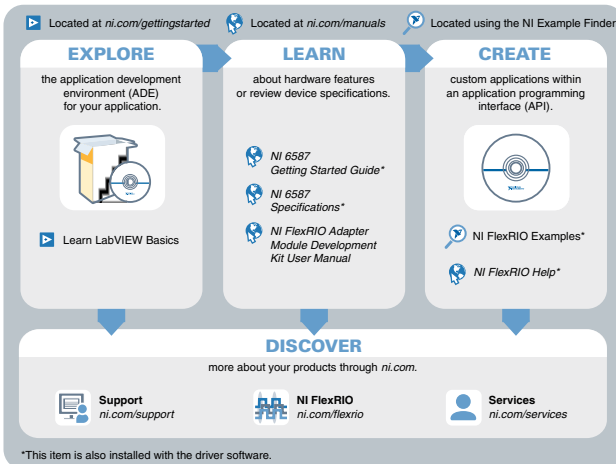 Located at ni.com/gettingstarted
Located at ni.com/manuals
Located using the NI Example Finder
EXPLORE
the application development
environment (ADE)
for your application.
Learn LabVIEW Basics
LEARN
about hardware features
or review device specifications.
NI 6587
Getting Started Guide*
NI 6587
Specifications*
NI FlexRIO Adapter
Module Development
Kit User Manual
CREATE
custom applications within
an application programming
interface (API).
NI FlexRIO Examples*
NI FlexRIO Help*
DISCOVER
more about your products through ni.com.
Support
ni.com/support
NI FlexRIO
ni.com/flexrio
Services
ni.com/services
*This item is also installed with the driver software.